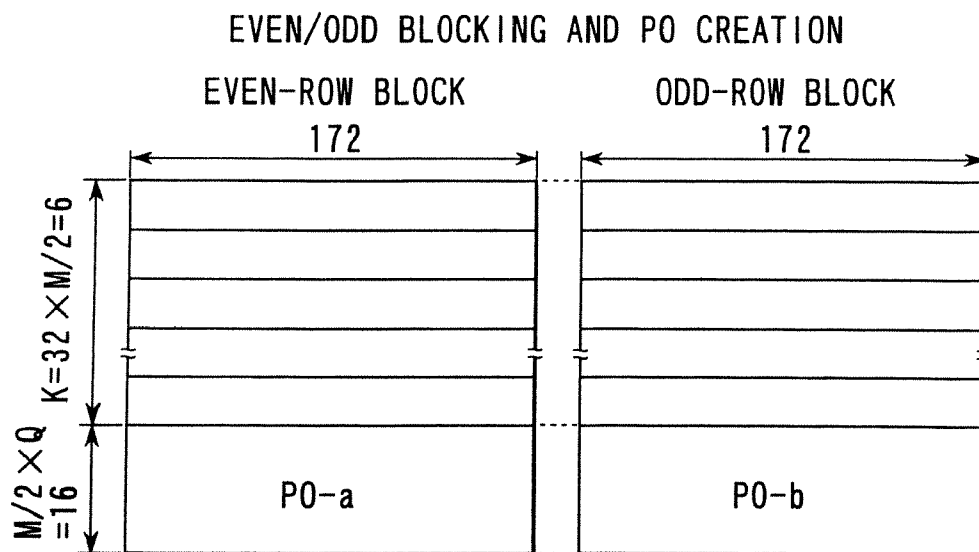 EVEN/ODD BLOCKING AND PO CREATION
EVEN-ROW BLOCK
ODD-ROW BLOCK
172
172
K=32×M/2=6
M/2×Q
=16
PO-a
PO-b